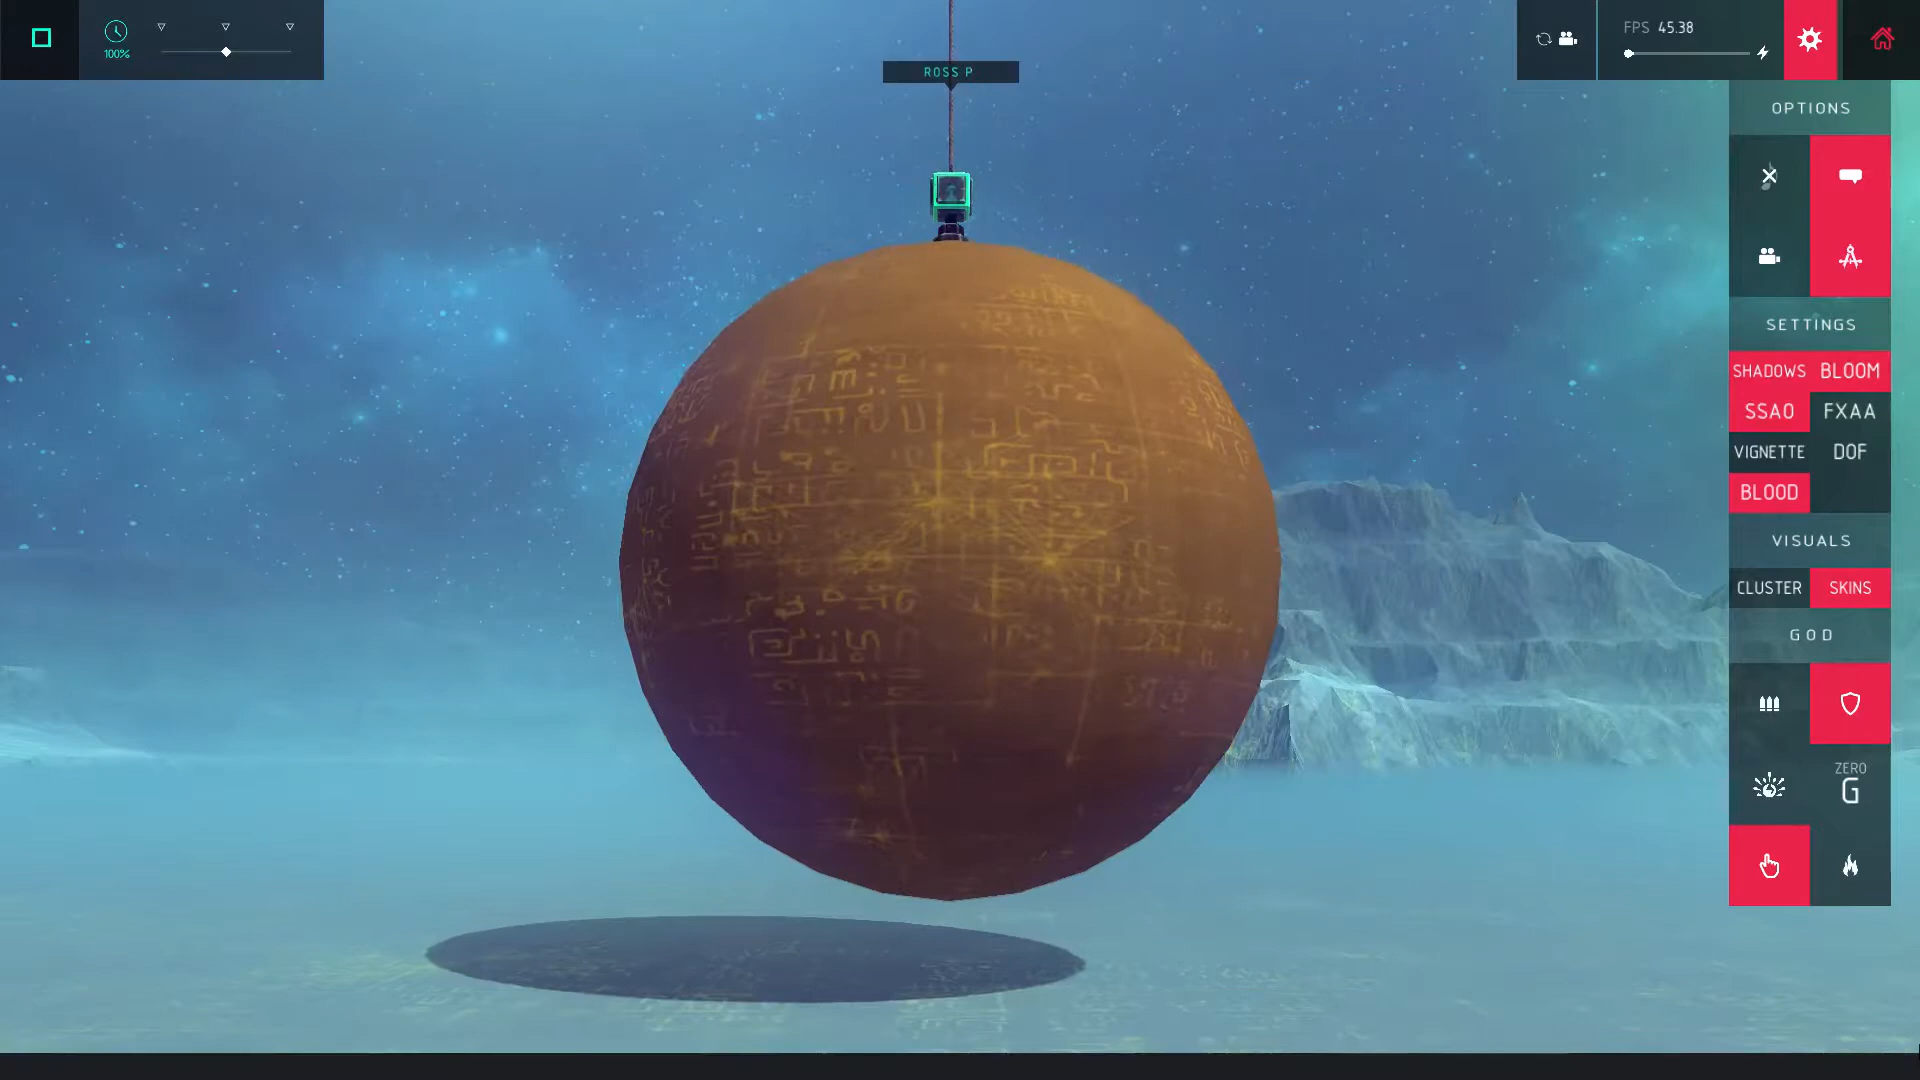 100%
FPS 45.38
ROSS P
OPTIONS
SETTINGS
SHADOWS BLOOM
SSAO FXAA
VIGNETTE DOF
BLOOD
VISUALS
CLUSTER SKINS
GOD
ZERO
G